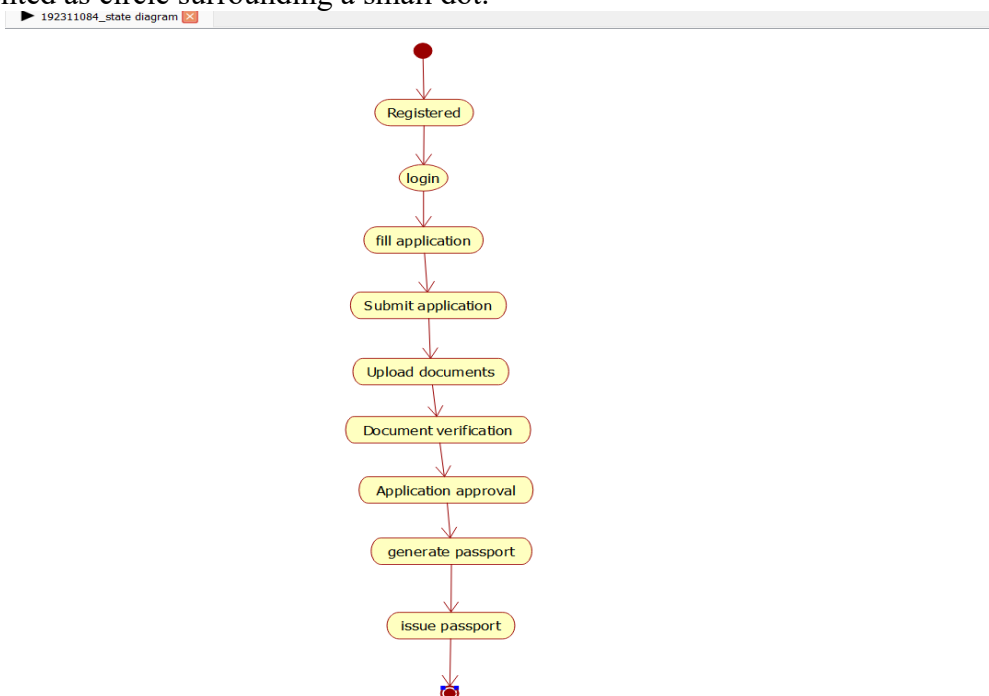 nted as circle surrounding a small dot.
192311084_state diagram
Registered
login
fill application
Submit application
Upload documents
Document verification
Application approval
generate passport
issue passport